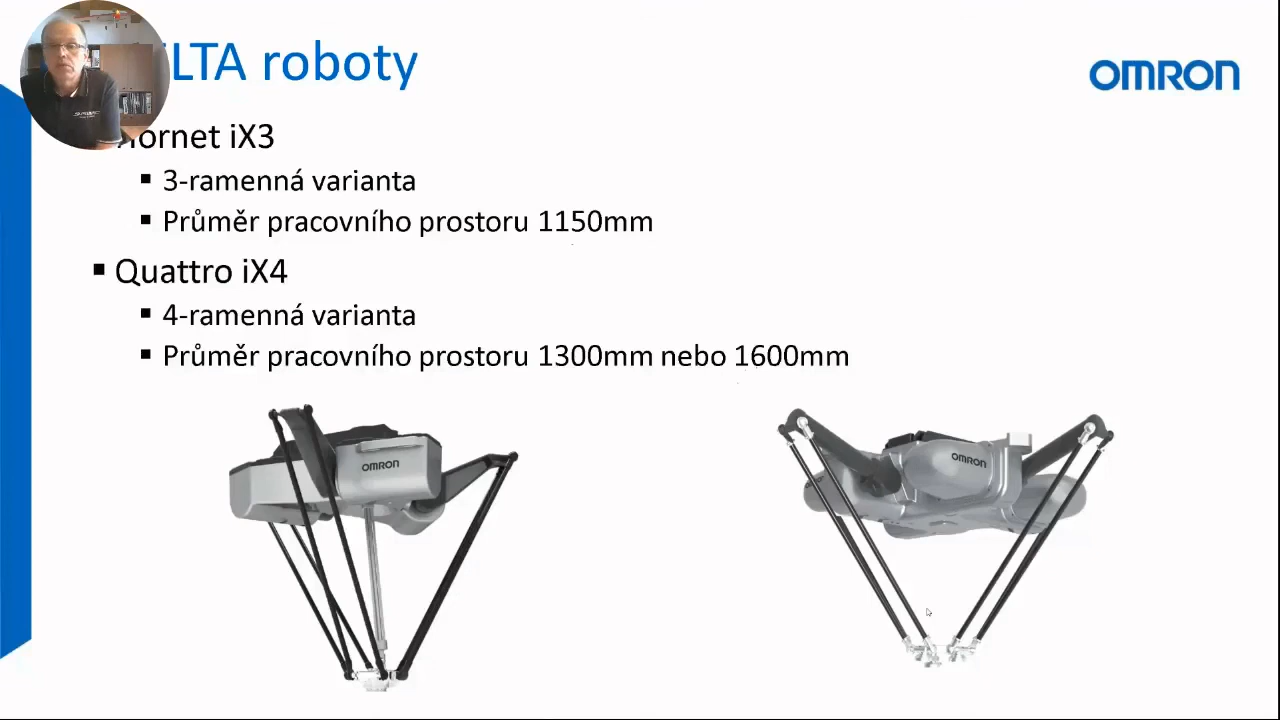 LTA roboty
OMRON
ornet iX3
3-ramenná varianta
Průměr pracovního prostoru 1150mm
Quattro iX4
4-ramenná varianta
Průměr pracovního prostoru 1300mm nebo 1600mm
OMRON
OMRON